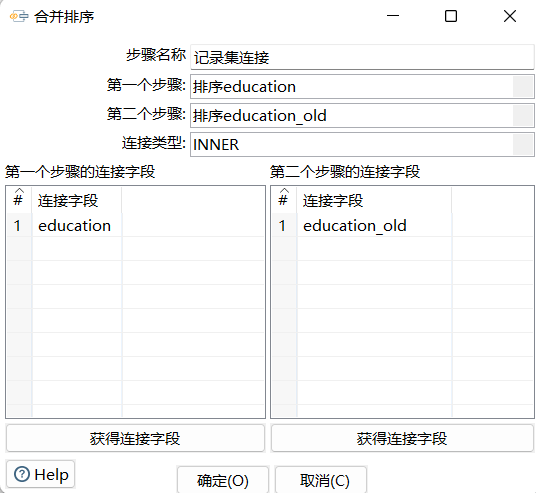 合并排序
步骤名称 记录集连接
第一个步骤: 排序education
第二个步骤: 排序education_old
连接类型: INNER
第一个步骤的连接字段 第二个步骤的连接字段
# 连接字段 # 连接字段
1 education 1 education_old
获得连接字段 获得连接字段
Help 确定(O) 取消(C)